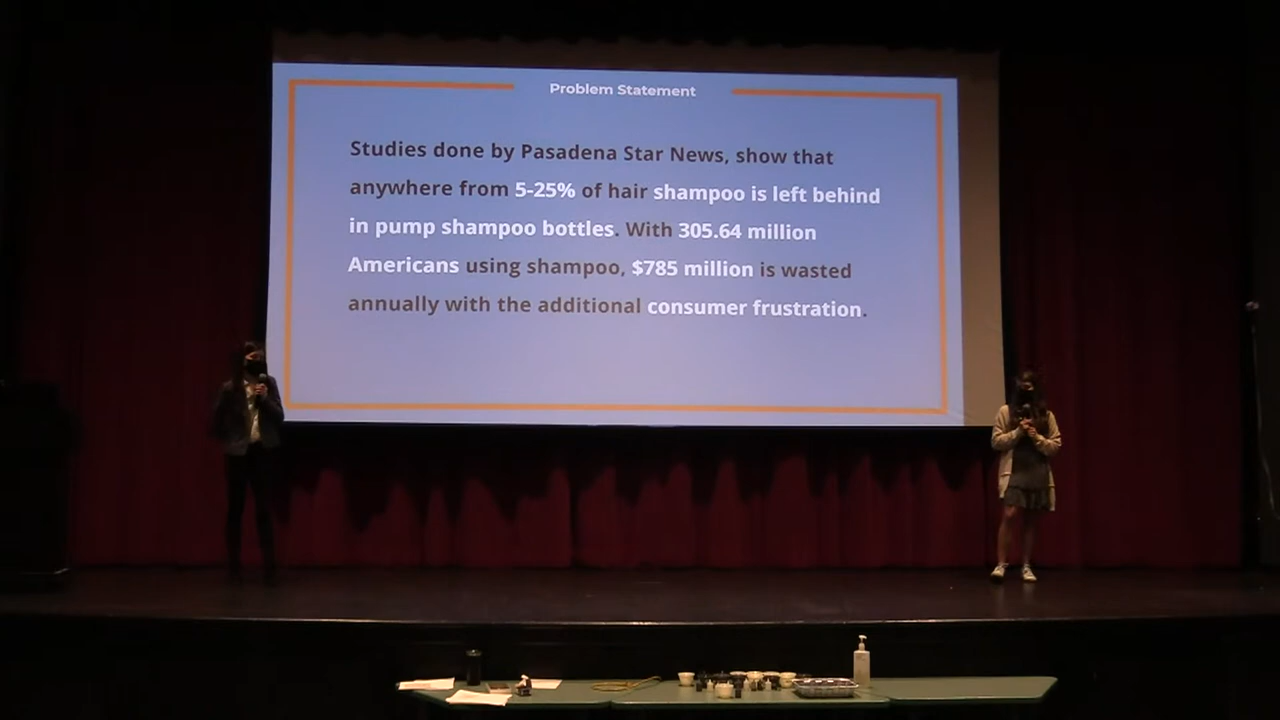 Problem Statement
Studies done by Pasadena Star News, show that
anywhere from 5-25% of hair shampoo is left behind
in pump shampoo bottles. With 305.64 million
Americans using shampoo, $785 million is wasted
annually with the additional consumer frustration.